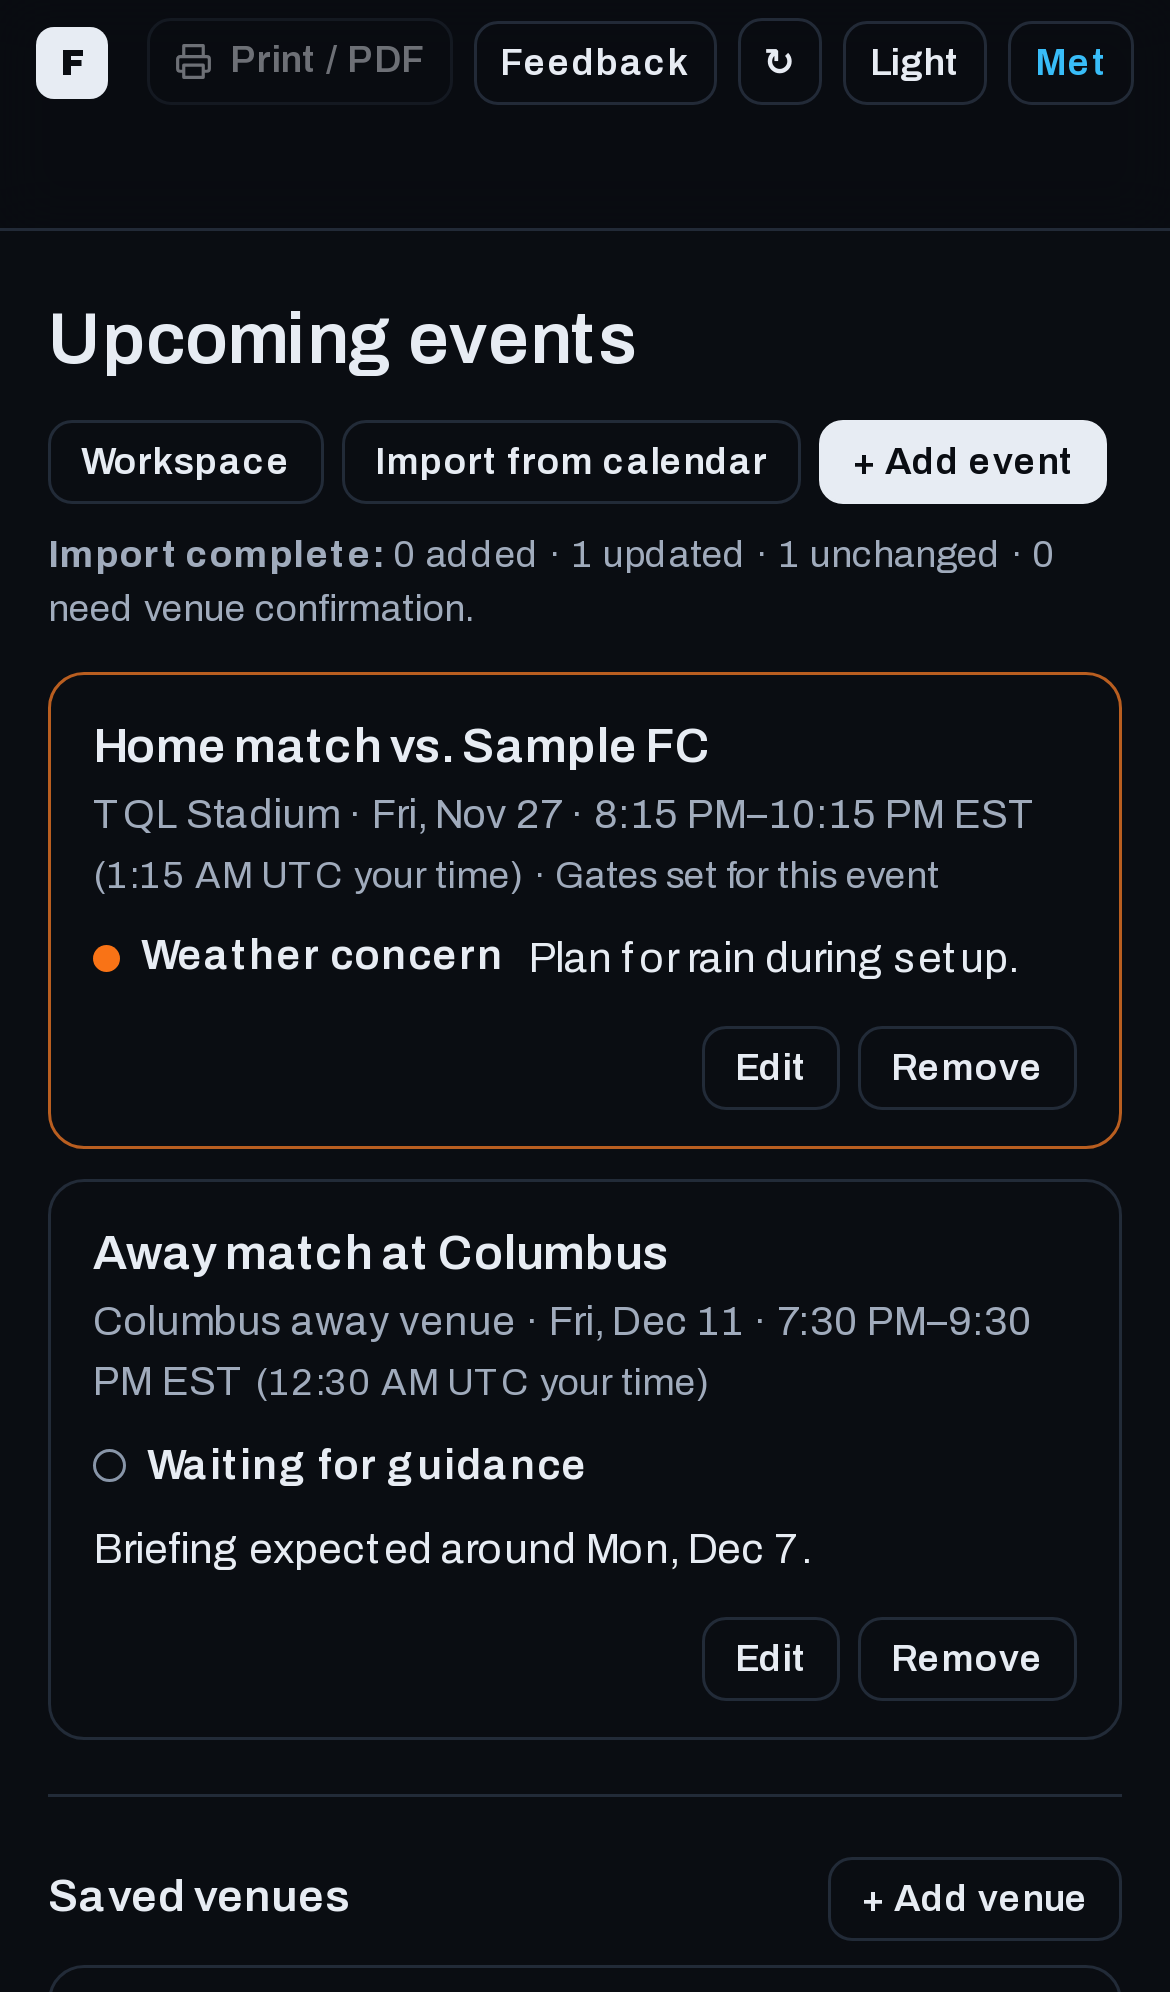 F Print / PDF Feedback ↻ Light Met
Upcoming events
Workspace Import from calendar + Add event
Import complete: 0 added · 1 updated · 1 unchanged · 0
need venue confirmation.
Home match vs. Sample FC
TQL Stadium · Fri, Nov 27 · 8:15 PM–10:15 PM EST
(1:15 AM UTC your time) · Gates set for this event
Weather concern Plan for rain during setup.
Edit Remove
Away match at Columbus
Columbus away venue · Fri, Dec 11 · 7:30 PM–9:30
PM EST (12:30 AM UTC your time)
Waiting for guidance
Briefing expected around Mon, Dec 7.
Edit Remove
Saved venues + Add venue